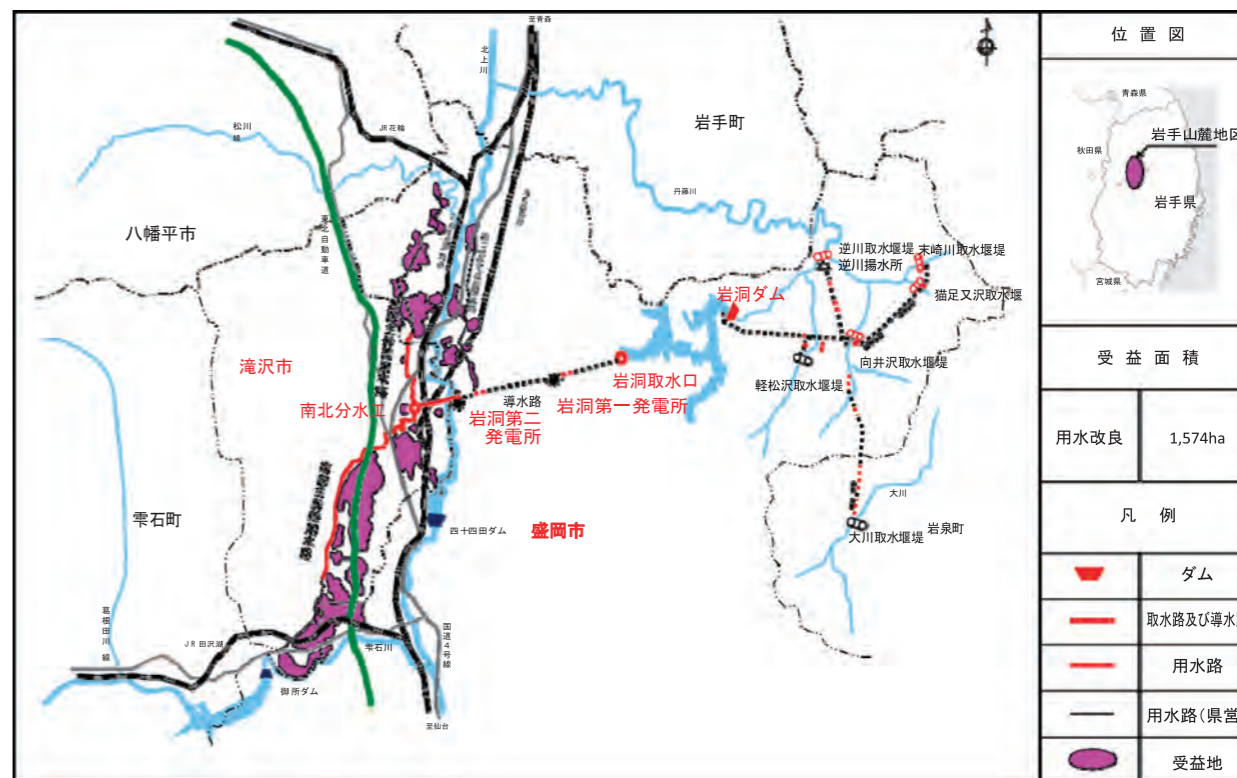 至青森
北上川
岩手町
JR花輪
線
松川
丹藤川
八幡平市
東北自動車道
逆川取水堰堤
末崎川取水堰堤
逆川揚水所
猫足又沢取水堰
岩洞ダム
滝沢市
向井沢取水堰堤
岩洞取水口
軽松沢取水堰堤
導水路
岩洞第一発電所
南北分水工
岩洞第二
発電所
雫石町
大川
四十四田ダム
盛岡市
大川取水堰堤
岩泉町
葛根田川
線
JR田沢湖
雫石川
国道4号線
御所ダム
至仙台
位置図
青森県
秋田県
岩手山麓地区
岩手県
宮城県
受益面積
用水改良
1,574ha
凡例
ダム
取水路及び導水
用水路
用水路(県営
受益地